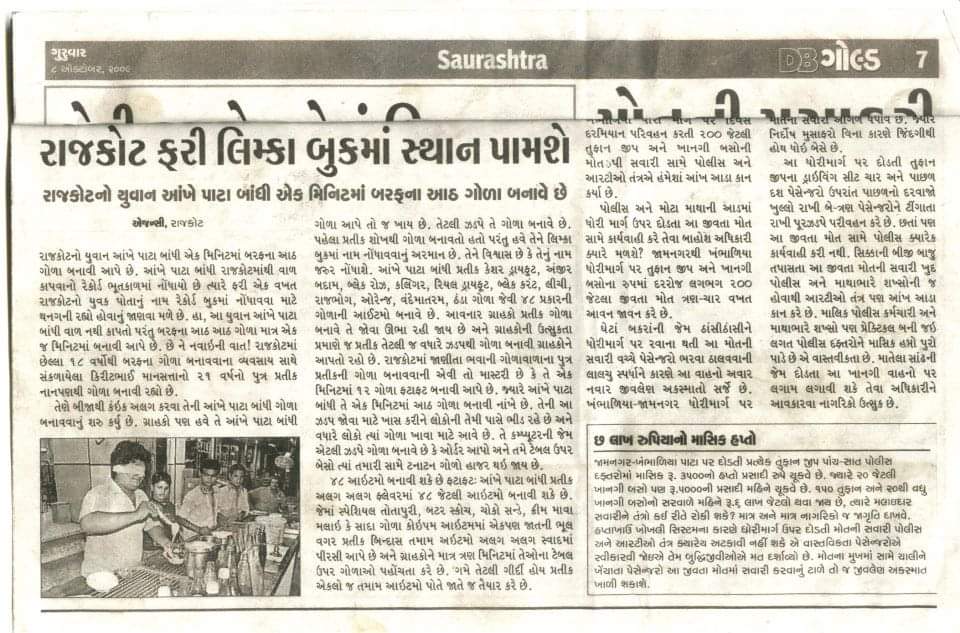 ગુરુવાર
૮ ઓક્ટોબર, ૨૦૦૯
Saurashtra
DB ગોલ્ડ
7
રાજકોટ ફરી લિમ્કા બુકમાં સ્થાન પામશે
રાજકોટનો યુવાન આંખે પાટા બાંધી એક મિનિટમાં બરફના આઠ ગોળા બનાવે છે
એજન્સી, રાજકોટ
રાજકોટનો યુવાન આંખે પાટા બાંધી એક મિનિટમાં બરફના આઠ
ગોળા બનાવી આપે છે. આંખે પાટા બાંધી રાજકોટમાંથી વાળ
કાપવાનો રેકોર્ડ ભૂતકાળમાં નોંધાયો છે ત્યારે ફરી એક વખત
રાજકોટનો યુવક પોતાનું નામ રેકોર્ડ બુકમાં નોંધાવવા માટે
થનગની રહ્યો હોવાનું જાણવા મળે છે. હા, આ યુવાન આંખે પાટા
બાંધી વાળ નથી કાપતો પરંતુ બરફના આઠ આઠ ગોળા માત્ર એક
જ મિનિટમાં બનાવી આપે છે. છે ને નવાઈની વાત! રાજકોટમાં
છેલ્લા ૧૮ વર્ષોથી બરફના ગોળા બનાવવાના વ્યવસાય સાથે
સંકળાયેલા કિરીટભાઈ માનસત્તાનો ૨૧ વર્ષનો પુત્ર પ્રતીક
નાનપણથી ગોળા બનાવી રહ્યો છે.
તેણે બીજાથી કંઇક અલગ કરવા તેની આંખે પાટા બાંધી ગોળા
બનાવવાનું શરુ કર્યુ છે. ગ્રાહકો પણ હવે તે આંખે પાટા બાંધી
ગોળા આપે તો જ ખાય છે. તેટલી ઝડપે તે ગોળા બનાવે છે.
પહેલા પ્રતીક શોખથી ગોળા બનાવતો હતો પરંતુ હવે તેને લિમ્કા
બુકમાં નામ નોંધાવવાનું અરમાન છે. તેને વિશ્વાસ છે કે તેનું નામ
જરુર નોંધાશે. આંખે પાટા બાંધી પ્રતીક કેશર ડ્રાયફ્રુટ, અંજીર
બદામ, બ્લેક રોઝ, કલિંગર, રિયલ ડ્રાયફ્રુટ, બ્લેક કરંટ, લીચી,
રાજભોગ, ઓરેન્જ, વંદેમાતરમ, ઠંડા ગોળા જેવી ૪૮ પ્રકારની
ગોળાની આઈટમો બનાવે છે. આવનાર ગ્રાહકો પ્રતીક ગોળા
બનાવે તે જોવા ઊભા રહી જાય છે અને ગ્રાહકોની ઉત્સુકતા
પ્રમાણે જ પ્રતીક તેટલી જ વધારે ઝડપથી ગોળા બનાવી ગ્રાહકોને
આપતો રહે છે. રાજકોટમાં જાણીતા ભવાની ગોળાવાળાના પુત્ર
પ્રતીકની ગોળા બનાવવાની એવી તો માસ્ટરી છે કે તે એક
મિનિટમાં ૧૨ ગોળા ફટાફટ બનાવી આપે છે. જ્યારે આંખે પાટા
બાંધી તે એક મિનિટમાં આઠ ગોળા બનાવી નાંખે છે. તેની આ
ઝડપ જોવા માટે ખાસ કરીને લોકોની તેમી પાસે ભીડ રહે છે અને
વધારે લોકો ત્યાં ગોળા ખાવા માટે આવે છે. તે કમ્પ્યુટરની જેમ
એટલી ઝડપે ગોળા બનાવે છે કે ઓર્ડર આપો અને તમે ટેબલ ઉપર
બેસો ત્યાં તમારી સામે ટનાટન ગોળો હાજર થઇ જાય છે.
૪૮ આઇટમો બનાવી શકે છે ફટાફટ: આંખે પાટા બાંધી પ્રતીક
અલગ અલગ ફ્લેવરમાં ૪૮ જેટલી આઇટમો બનાવી શકે છે.
જેમાં સ્પેશિયલ તોતાપુરી, બટર સ્કોચ, ચોકો સન્ડે, ક્રીમ માવા
મલાઇ કે સાદા ગોળા કોઈપણ આઇટમમાં એકપણ જાતની ભૂલ
વગર પ્રતીક બિન્દાસ તમામ આઇટમો અલગ અલગ સ્વાદમાં
પીરસી આપે છે અને ગ્રાહકોને માત્ર ત્રણ મિનિટમાં તેઓના ટેબલ
ઉપર ગોળાઓ પહોંચતા કરે છે. ગમે તેટલી ગીર્દી હોય પ્રતીક
એકલો જ તમામ આઇટમો પોતે જાતે જ તૈયાર કરે છે.
દરમિયાન પરિવહન કરતી ૨૦૦ જેટલી
તુફાન જીપ અને ખાનગી બસોની
સવારી સામે પોલીસ અને
આરટીઓ તંત્રએ હંમેશાં આંખ આડા કાન
કર્યા છે.
પોલીસ અને મોટા માથાની આડમાં
ધોરી માર્ગ ઉપર દોડતા આ જીવતા મોત
સામે કાર્યવાહી કરે તેવા બાહોશ અધિકારી
ક્યારે મળશે? જામનગરથી ખંભાળિયા
ધોરીમાર્ગ પર તુફાન જીપ અને ખાનગી
બસોના રુપમાં દરરોજ લગભગ ૨૦૦
જેટલા જીવતા મોત ત્રણ-ચાર વખત
આવન જાવન કરે છે.
ઘેટાં બકરાંની જેમ ઠાંસીઠાંસીને
ધોરીમાર્ગ પર રવાના થતી આ મોતની
સવારી વચ્ચે પેસેન્જરો ભરવા ઠાલવવાની
લાલચુ સ્પર્ધાને કારણે આ વાહનો અવાર
નવાર જીવલેણ અકસ્માતો સર્જે છે.
ખંભાળિયા-જામનગર ધોરીમાર્ગ પર
નિર્દોષ મુસાફરો વિના કારણે જિંદગીથી
હાથ ધોઈ બેસે છે.
આ ધોરીમાર્ગ પર દોડતી તુફાન
જીપના ડ્રાઈવિંગ સીટ ચાર અને પાછળ
દશ પેસેન્જરો ઉપરાંત પાછળનો દરવાજો
ખુલ્લો રાખી બે-ત્રણ પેસેન્જરોને ટીંગાતા
રાખી પૂરઝડપે પરીવહન કરે છે. છતાં પણ
આ જીવતા મોત સામે પોલીસ ક્યારેક
કાર્યવાહી કરી નથી. સિક્કાની બીજી બાજુ
તપાસતા આ જીવતા મોતની સવારી ખુદ
પોલીસ અને માથાભારે શખ્સોની જ
હોવાથી આરટીઓ તંત્ર પણ આંખ આડા
કાન કરે છે. માલિક પોલીસ કર્મચારી અને
માથાભારે શખ્સો પણ પ્રેક્ટિકલ બની જઇ
લગત પોલીસ દફતરોને માસિક હપ્તો પુરો
પાડે છે એ વાસ્તવિકતા છે. માતેલા સાંઢની
જેમ દોડતા આ ખાનગી વાહનો પર
લગામ લગાવી શકે તેવા અધિકારીને
આવકારવા નાગરિકો ઉત્સુક છે.
છ લાખ રુપિયાનો માસિક હપ્તો
જામનગર-ખંભાળિયા પાટા પર દોડતી પ્રત્યેક તુફાન જીપ પાંચ-સાત પોલીસ
દફતરોમાં માસિક રૂ. ૩૫૦૦નો હપ્તો પ્રસાદી રુપે ચૂકવે છે. જ્યારે ૨૦ જેટલી
ખાનગી બસો પણ રૂ.૫૦૦૦ની પ્રસાદી મહિને ચૂકવે છે. ૧૫૦ તુફાન અને ૨૦થી વધુ
ખાનગી બસોનો સરવાળે મહિને રૂ.૬ લાખ જેટલો થવા જાય છે, ત્યારે મલાઇદાર
સવારીને તંત્રો કઇ રીતે રોકી શકે? માત્ર અને માત્ર નાગરિકો જ જાગૃતિ દાખવે.
હપ્તાખાઉ ખોખલી સિસ્ટમના કારણે ધોરીમાર્ગ ઉપર દોડતી મોતની સવારી પોલીસ
અને આરટીઓ તંત્ર ક્યારેય અટકાવી નહીં શકે એ વાસ્તવિકતા પેસેન્જરોએ
સ્વીકારવી જોઇએ તેમ બુદ્ધિજીવીઓએ મત દર્શાવ્યો છે. મોતના મુખમાં સામે ચાલીને
બેંચાતા પેસેન્જરો આ જીવતા મોતમાં સવારી કરવાનું ટાળે તો જ જીવલેણ અકસ્માત
ખાળી શકાશે.